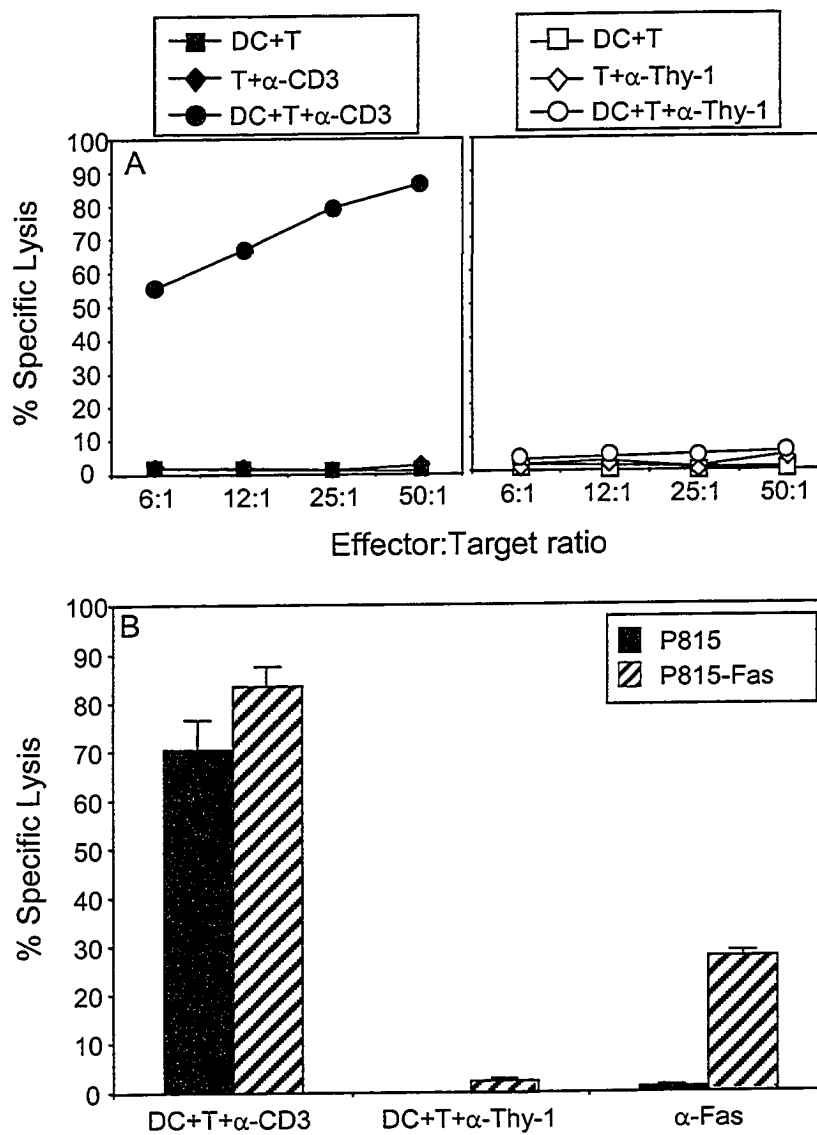 DC+T
T+α-CD3
DC+T+α-CD3
DC+T
T+α-Thy-1
DC+T+α-Thy-1
A
100
90
80
70
60
50
40
30
20
10
0
% Specific Lysis
6:1 12:1 25:1 50:1 6:1 12:1 25:1 50:1
Effector:Target ratio
B
P815
P815-Fas
100
90
80
70
60
50
40
30
20
10
0
% Specific Lysis
DC+T+α-CD3 DC+T+α-Thy-1 α-Fas